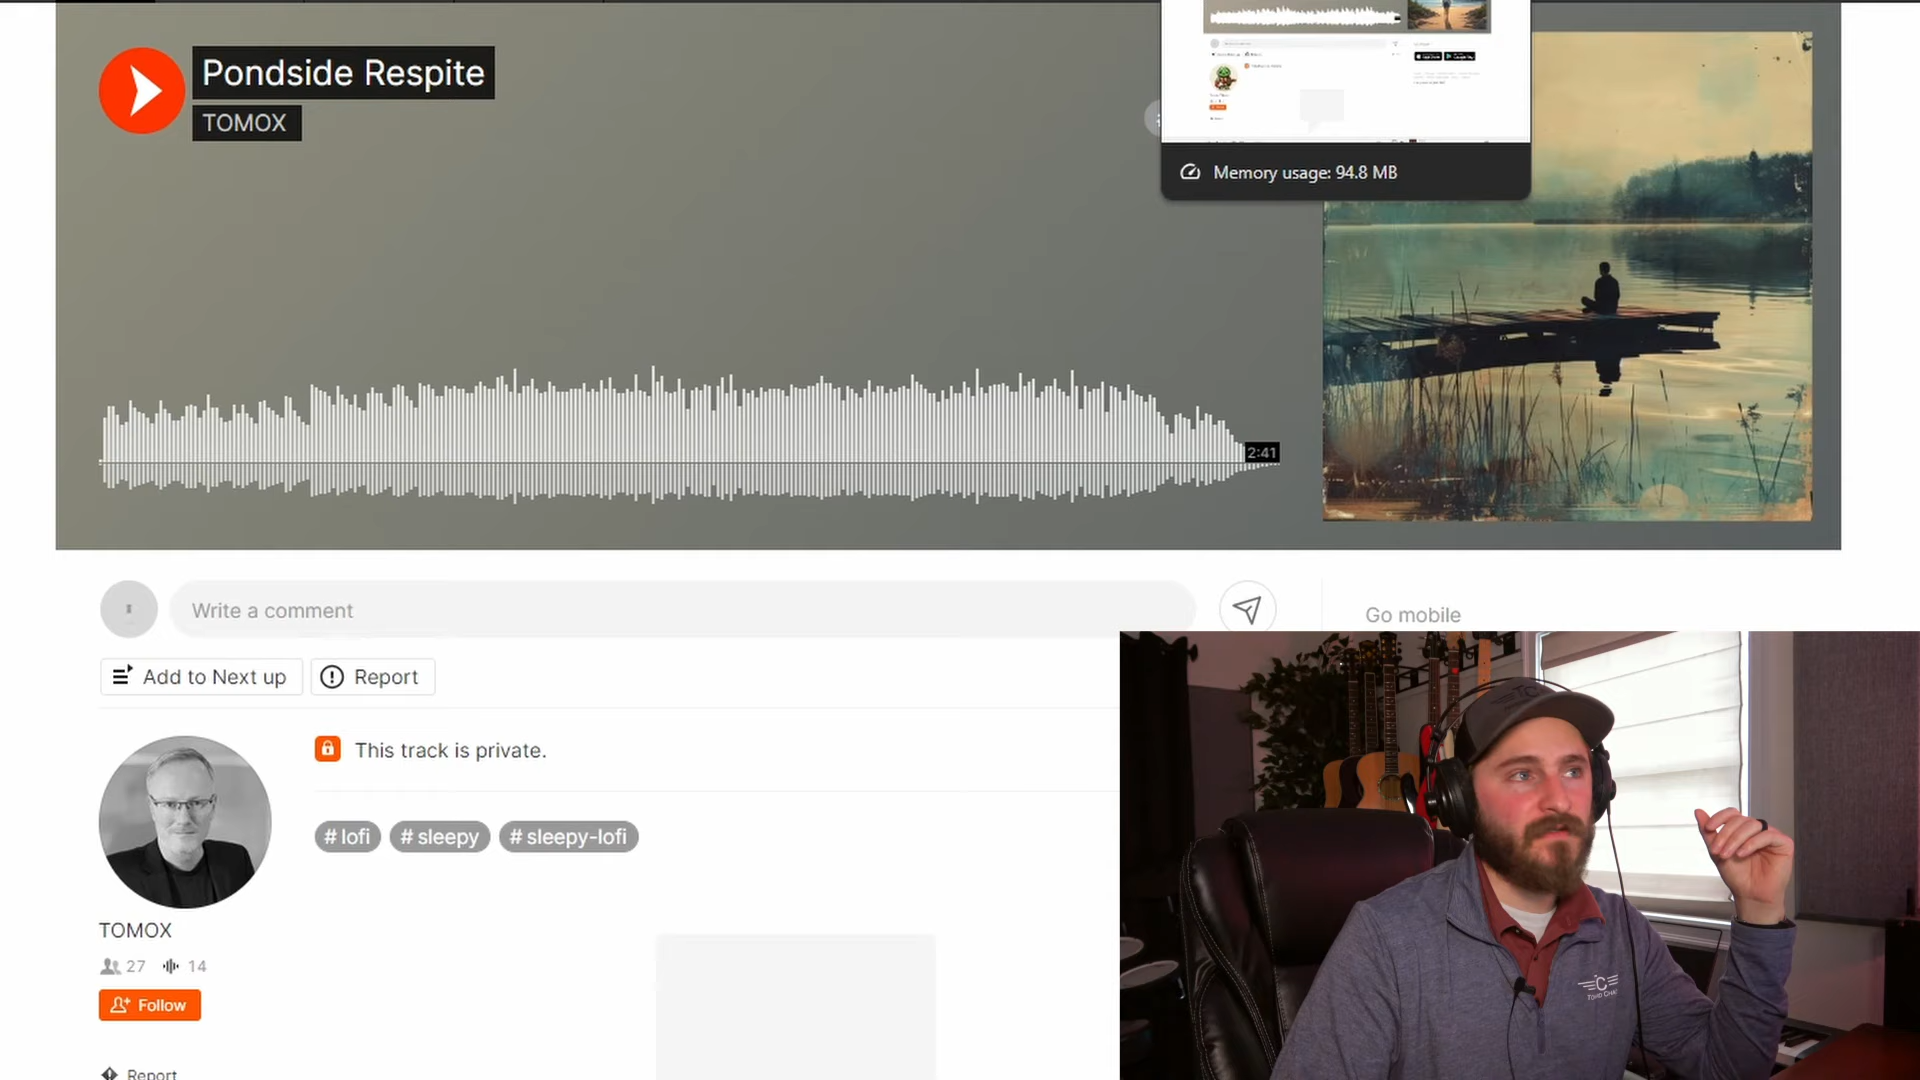 Pondside Respite
TOMOX
Memory usage: 94.8 MB
2:41
Write a comment
Go mobile
Add to Next up
Report
This track is private.
# lofi
# sleepy
# sleepy-lofi
TOMOX
27
14
Follow
Report